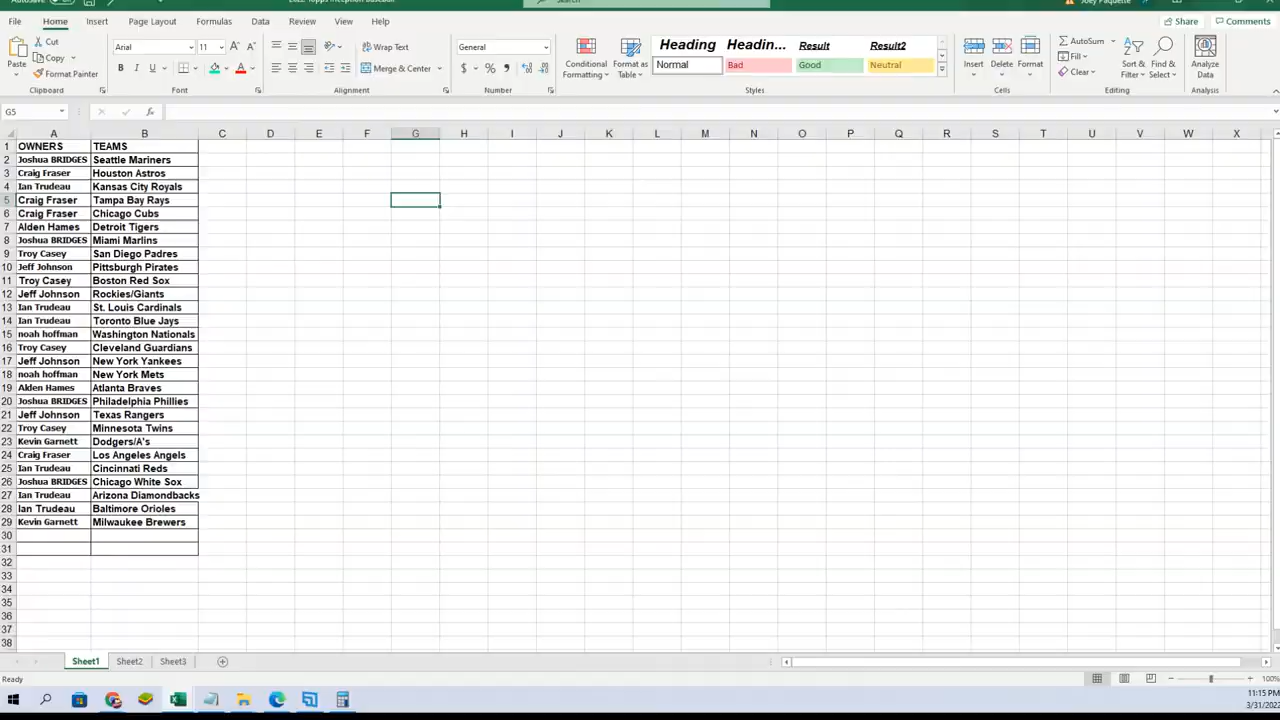 File Home Insert Page Layout Formulas Data Review View Help Share Comments
Cut
Copy
Format Painter
Paste
Arial 11
Wrap Text
Merge & Center
General
Conditional Formatting
Format as Table
Heading Headin... Result Result2
Normal Bad Good Neutral
Insert Delete Format
AutoSum
Fill
Clear
Sort & Filter
Find & Select
Analyze Data
Clipboard Font Alignment Number Styles Cells Editing Analysis
G5
A B C D E F G H I J K L M N O P Q R S T U V W X
1 OWNERS TEAMS
2 Joshua BRIDGES Seattle Mariners
3 Craig Fraser Houston Astros
4 Ian Trudeau Kansas City Royals
5 Craig Fraser Tampa Bay Rays
6 Craig Fraser Chicago Cubs
7 Alden Hames Detroit Tigers
8 Joshua BRIDGES Miami Marlins
9 Troy Casey San Diego Padres
10 Jeff Johnson Pittsburgh Pirates
11 Troy Casey Boston Red Sox
12 Jeff Johnson Rockies/Giants
13 Ian Trudeau St. Louis Cardinals
14 Ian Trudeau Toronto Blue Jays
15 noah hoffman Washington Nationals
16 Troy Casey Cleveland Guardians
17 Jeff Johnson New York Yankees
18 noah hoffman New York Mets
19 Alden Hames Atlanta Braves
20 Joshua BRIDGES Philadelphia Phillies
21 Jeff Johnson Texas Rangers
22 Troy Casey Minnesota Twins
23 Kevin Garnett Dodgers/A's
24 Craig Fraser Los Angeles Angels
25 Ian Trudeau Cincinnati Reds
26 Joshua BRIDGES Chicago White Sox
27 Ian Trudeau Arizona Diamondbacks
28 Ian Trudeau Baltimore Orioles
29 Kevin Garnett Milwaukee Brewers
30
31
32
33
34
35
36
37
38
Sheet1 Sheet2 Sheet3
Ready 100%
11:15 PM